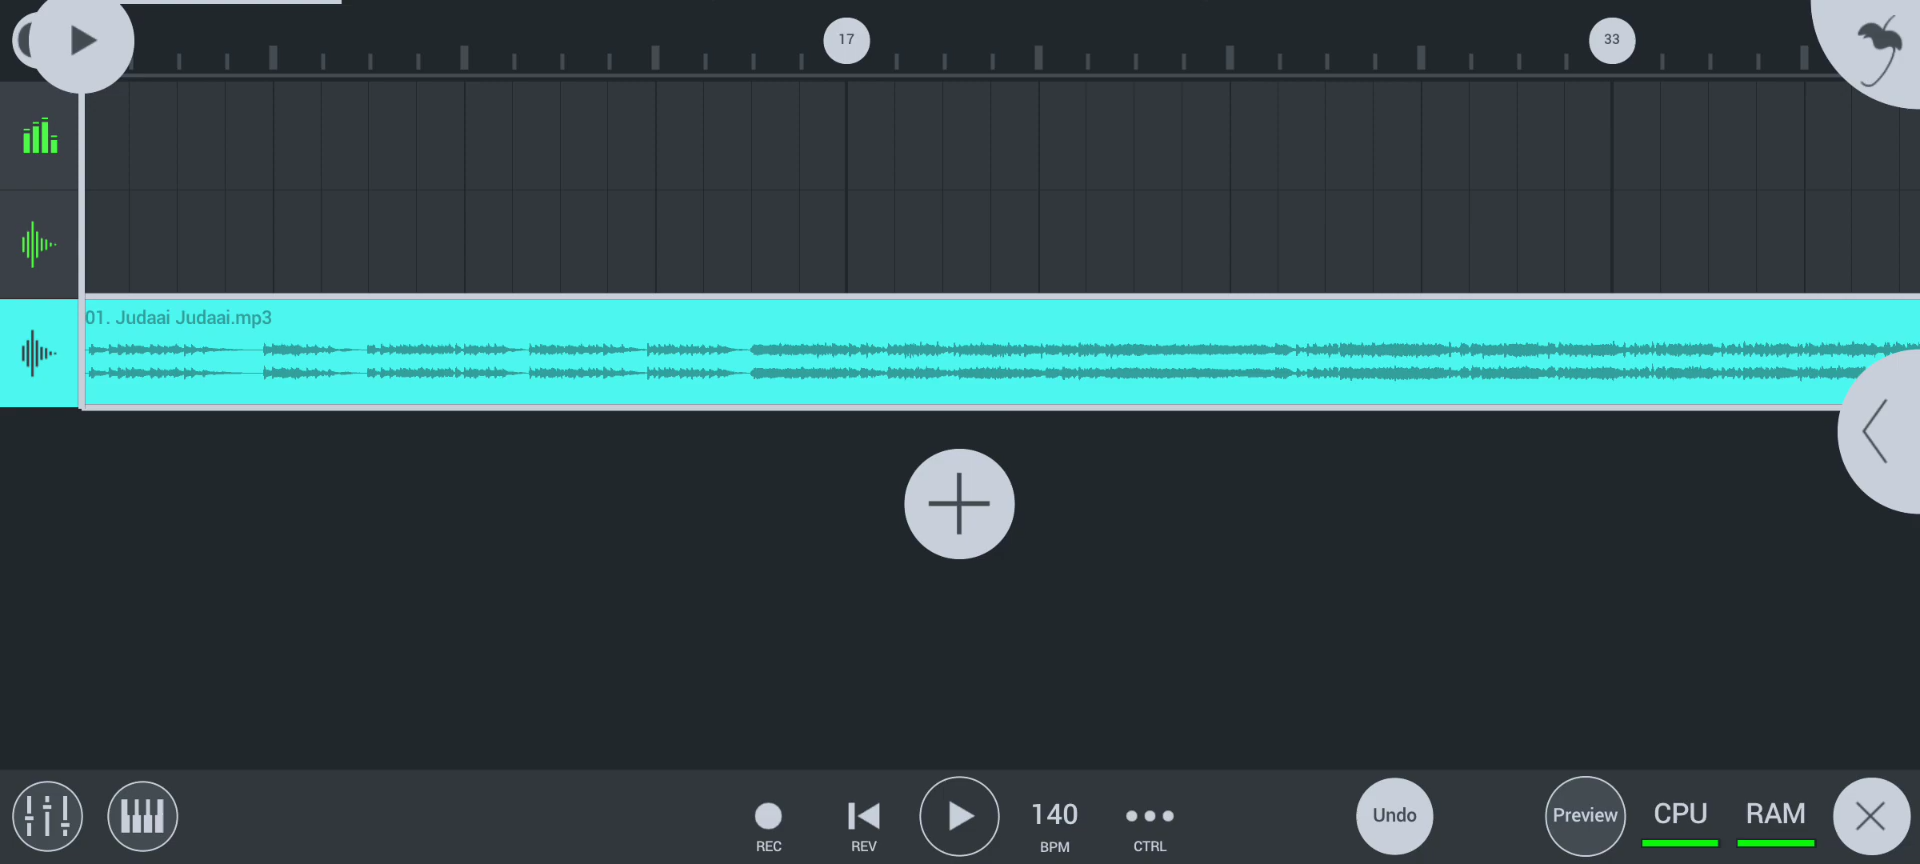 17
33
01. Judaai Judaai.mp3
REC
REV
140
BPM
CTRL
Undo
Preview
CPU
RAM